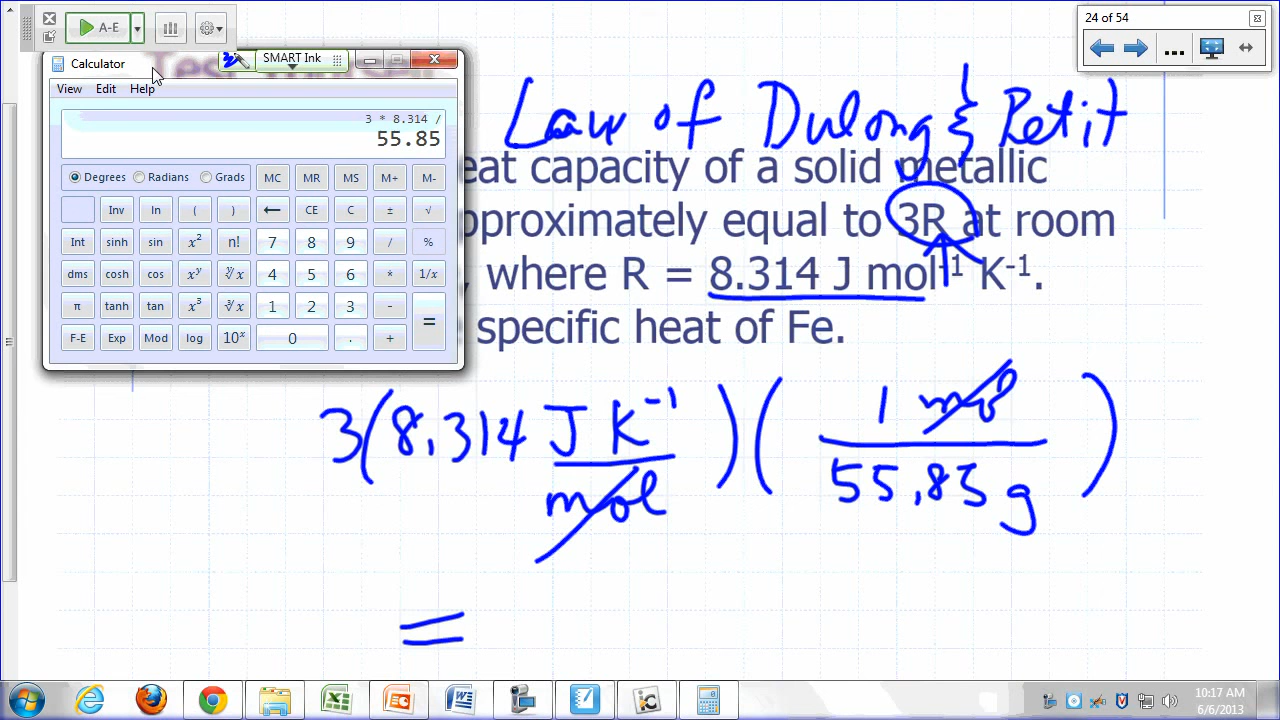 A-E
24 of 54
Test Yourself
Calculator
SMART Ink
View Edit Help
3 * 8.314 /
55.85
Degrees Radians Grads MC MR MS M+ M-
Inv ln ( ) ← CE C ± √
Int sinh sin x² n! 7 8 9 / %
dms cosh cos xʸ ʸ√x 4 5 6 * 1/x
π tanh tan x³ ³√x 1 2 3 - =
F-E Exp Mod log 10ˣ 0 . +
Law of Dulong & Petit
eat capacity of a solid metallic
pproximately equal to 3R at room
, where R = 8.314 J mol-1 K-1.
specific heat of Fe.
3(8.314 J K⁻¹ / mol) (1 mol / 55.85 g)
=
10:17 AM
6/6/2013